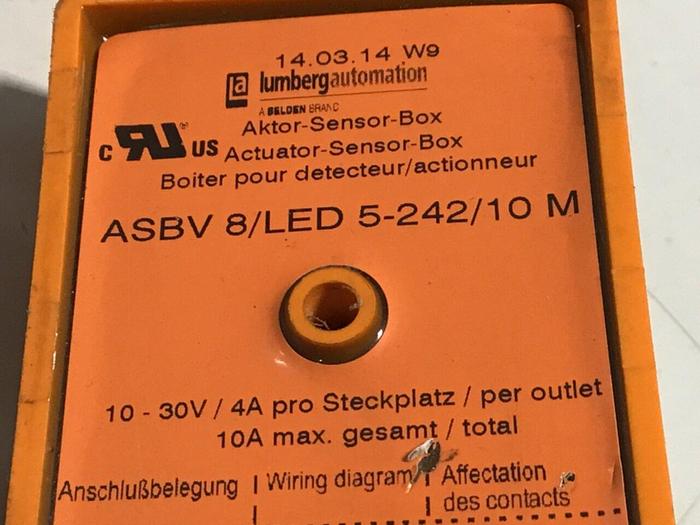 14.03.14 W9
la lumbergautomation
A BELDEN BRAND
c RU US
Aktor-Sensor-Box
Actuator-Sensor-Box
Boiter pour detecteur/actionneur
ASBV 8/LED 5-242/10 M
10 - 30V / 4A pro Steckplatz / per outlet
10A max. gesamt / total
Anschlußbelegung | Wiring diagram | Affectation
des contacts